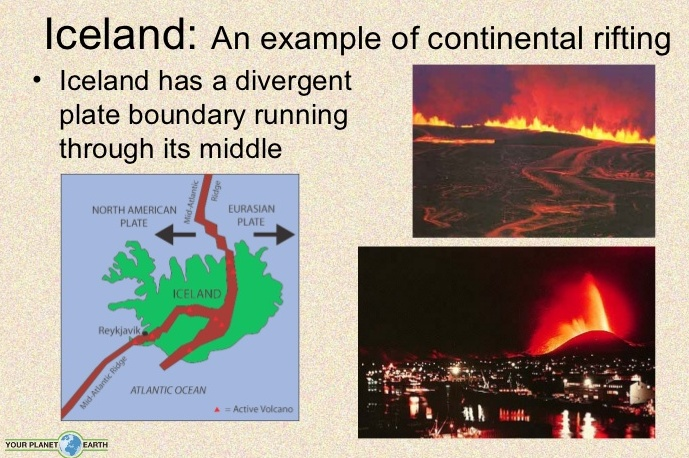 Iceland: An example of continental rifting
• Iceland has a divergent
plate boundary running
through its middle
Mid-Atlantic
Ridge
NORTH AMERICAN
PLATE
EURASIAN
PLATE
ICELAND
Reykjavik
Mid-Atlantic Ridge
ATLANTIC OCEAN
= Active Volcano
YOUR PLANET EARTH